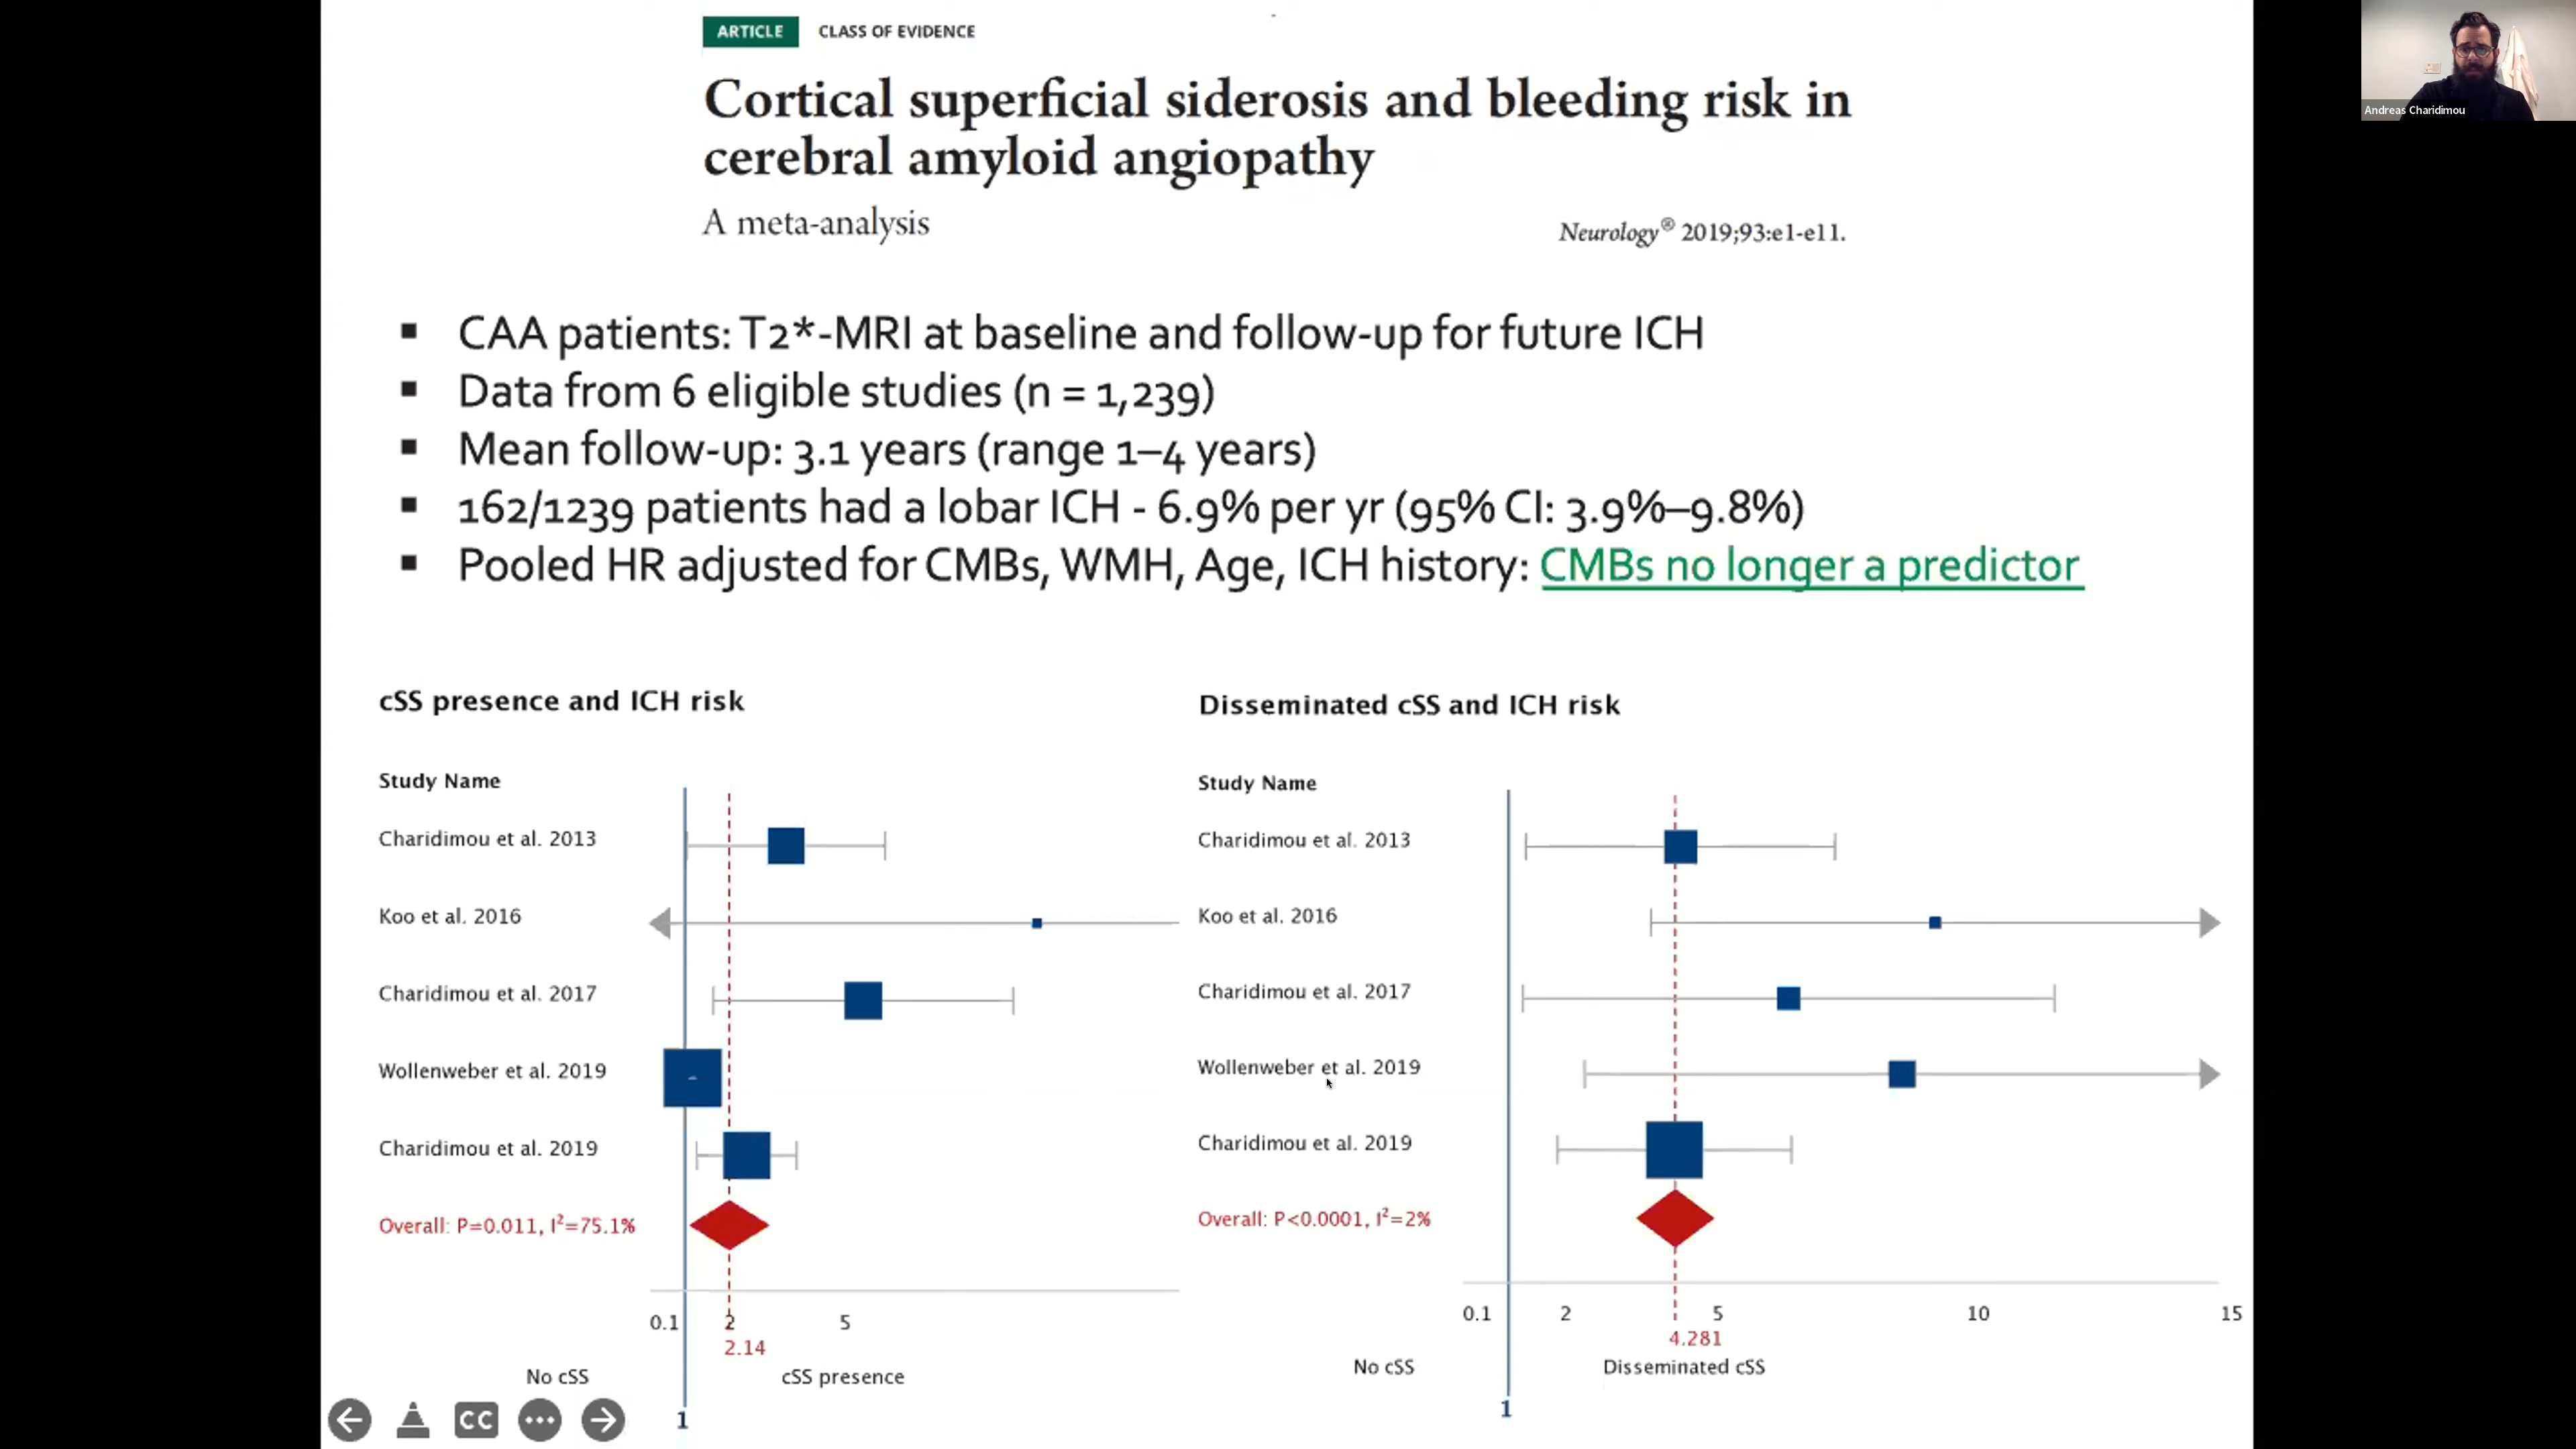 ARTICLE CLASS OF EVIDENCE
Cortical superficial siderosis and bleeding risk in
cerebral amyloid angiopathy
A meta-analysis
Neurology® 2019;93:e1-e11.
Andreas Charidimou
▪ CAA patients: T2*-MRI at baseline and follow-up for future ICH
▪ Data from 6 eligible studies (n = 1,239)
▪ Mean follow-up: 3.1 years (range 1–4 years)
▪ 162/1239 patients had a lobar ICH - 6.9% per yr (95% CI: 3.9%–9.8%)
▪ Pooled HR adjusted for CMBs, WMH, Age, ICH history: CMBs no longer a predictor
cSS presence and ICH risk
Study Name
Charidimou et al. 2013
Koo et al. 2016
Charidimou et al. 2017
Wollenweber et al. 2019
Charidimou et al. 2019
Overall: P=0.011, I²=75.1%
0.1 2 5
2.14
No cSS cSS presence
1
Disseminated cSS and ICH risk
Study Name
Charidimou et al. 2013
Koo et al. 2016
Charidimou et al. 2017
Wollenweber et al. 2019
Charidimou et al. 2019
Overall: P<0.0001, I²=2%
0.1 2 5 10 15
4.281
No cSS Disseminated cSS
1
CC